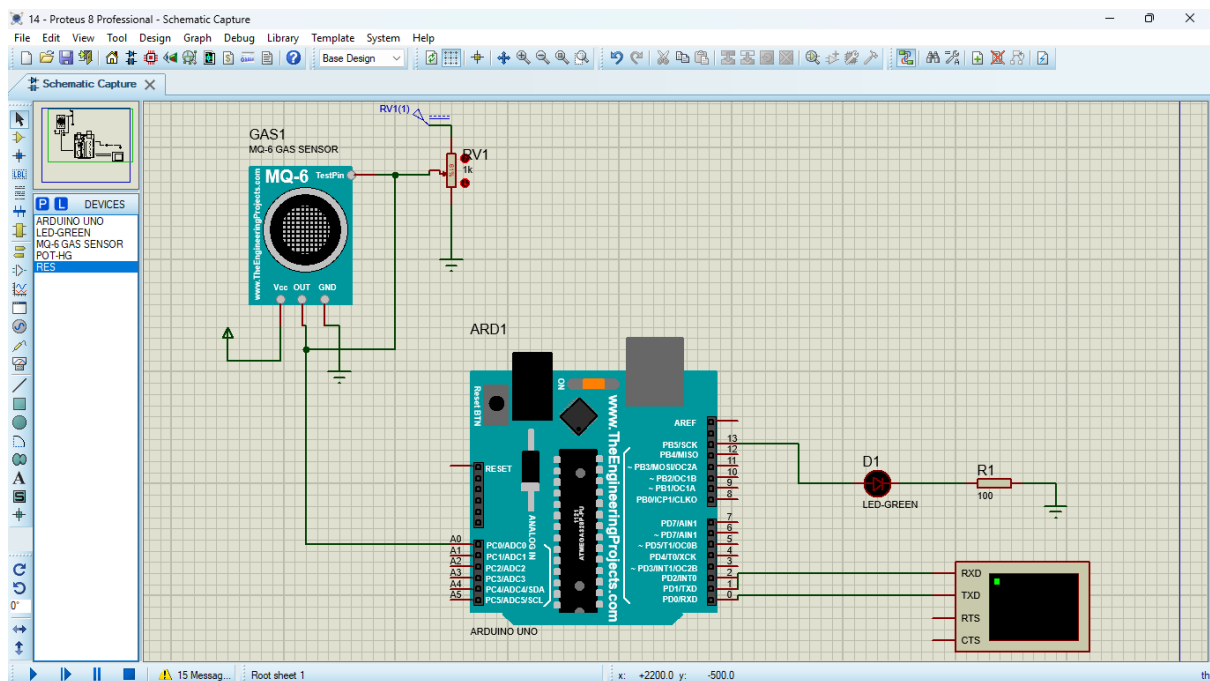 14 - Proteus 8 Professional - Schematic Capture
File Edit View Tool Design Graph Debug Library Template System Help
Base Design
Schematic Capture
P L DEVICES
ARDUINO UNO
LED-GREEN
MQ-6 GAS SENSOR
POT-HG
RES
LBL
A
S
0°
RV1(1)
GAS1
MQ-6 GAS SENSOR
MQ-6 TestPin
www.TheEngineeringProjects.com
Vcc OUT GND
RV1
1k
ARD1
Reset BTN
ON
www.TheEngineeringProjects.com
RESET
ANALOG IN
ATMEGA328P-PU
1121
A0 PC0/ADC0
A1 PC1/ADC1
A2 PC2/ADC2
A3 PC3/ADC3
A4 PC4/ADC4/SDA
A5 PC5/ADC5/SCL
AREF
PB5/SCK 13
PB4/MISO 12
~ PB3/MOSI/OC2A 11
~ PB2/OC1B 10
~ PB1/OC1A 9
PB0/ICP1/CLKO 8
PD7/AIN1 7
~ PD7/AIN1 6
~ PD5/T1/OC0B 5
PD4/T0/XCK 4
~ PD3/INT1/OC2B 3
PD2/INT0 2
PD1/TXD 1
PD0/RXD 0
ARDUINO UNO
D1
LED-GREEN
R1
100
RXD
TXD
RTS
CTS
15 Messag...
Root sheet 1
x: +2200.0 y: -500.0
th